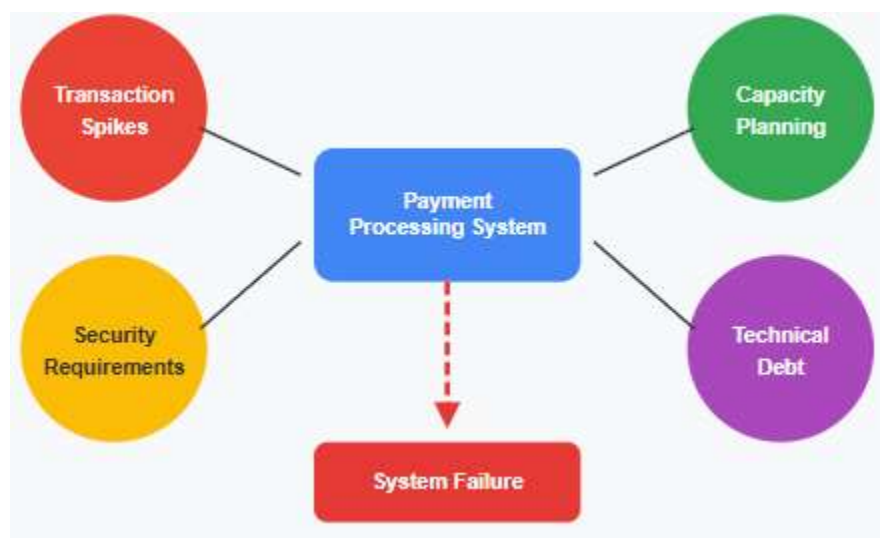 Transaction
Spikes
Capacity
Planning
Payment
Processing System
Security
Requirements
Technical
Debt
System Failure